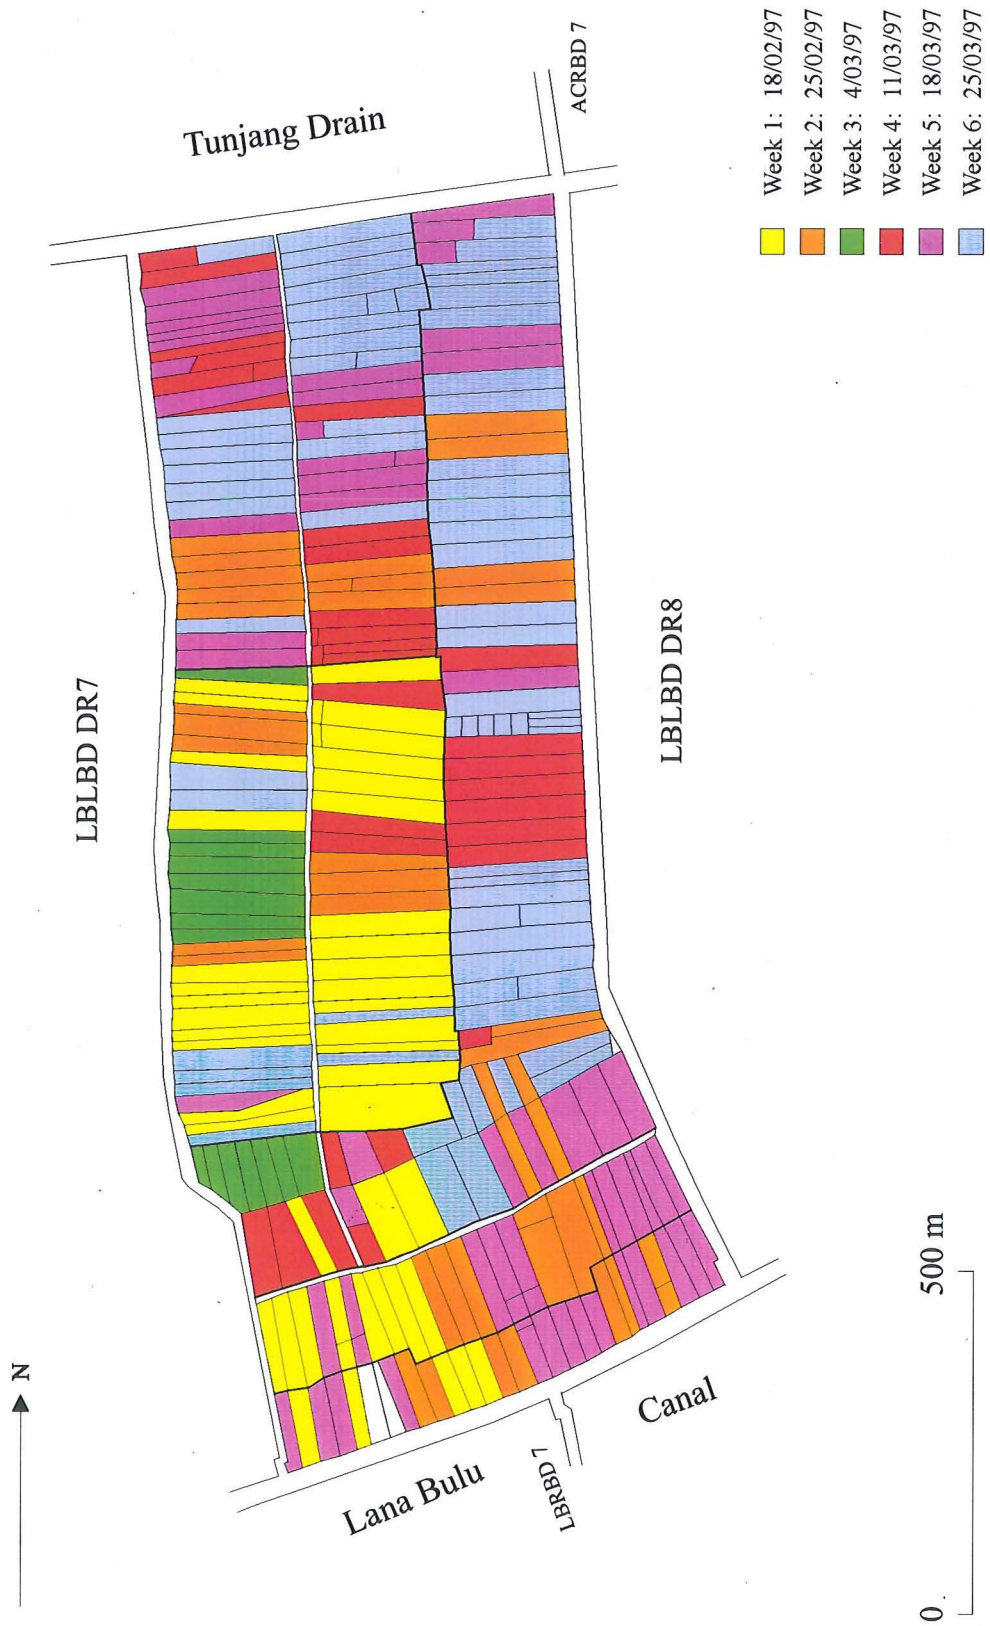 N
Tunjang Drain
ACRBD 7
LBLBD DR7
LBLBD DR8
Lana Bulu
Canal
LBRBD 7
0
500 m
Week 1: 18/02/97
Week 2: 25/02/97
Week 3: 4/03/97
Week 4: 11/03/97
Week 5: 18/03/97
Week 6: 25/03/97